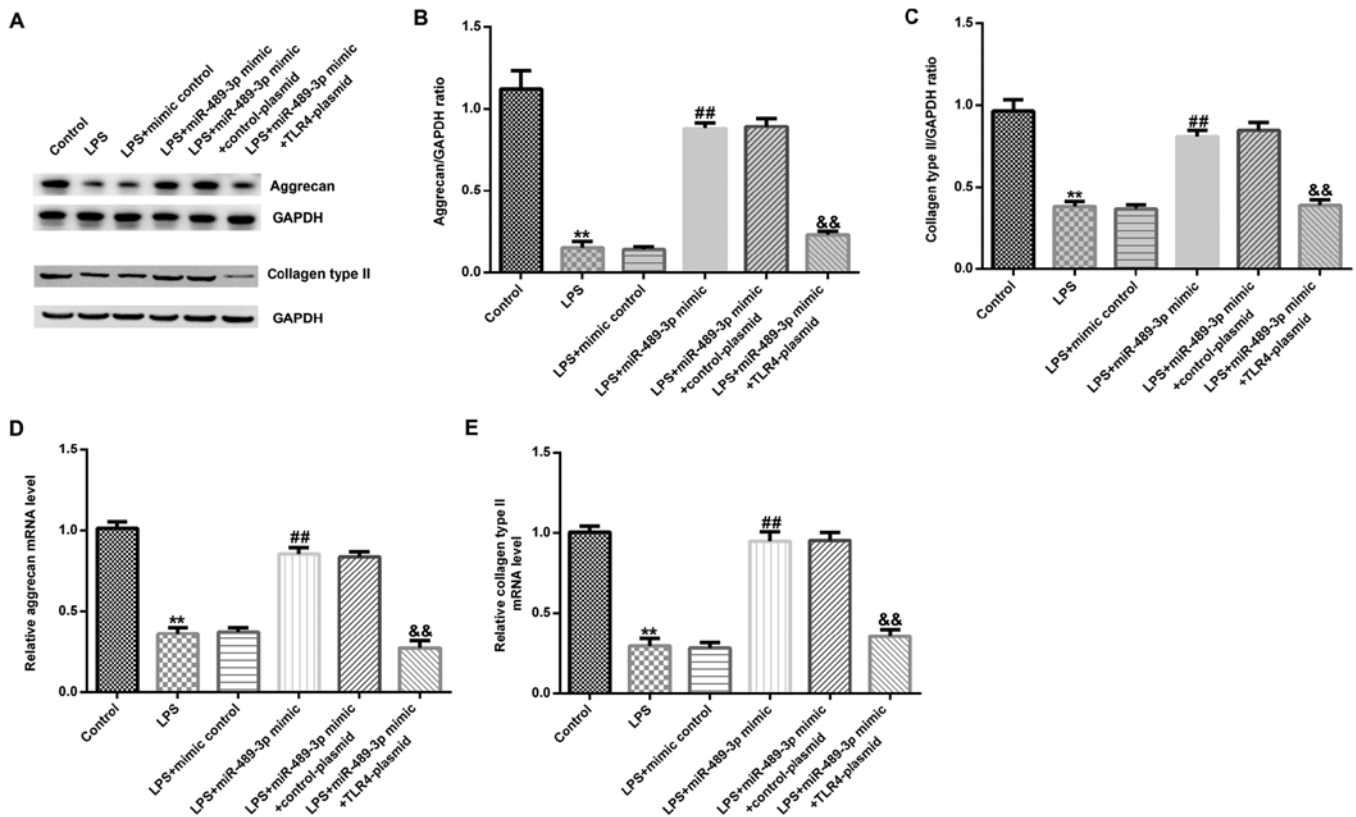 A
Control
LPS
LPS+mimic control
LPS+miR-489-3p mimic
LPS+miR-489-3p mimic
+control-plasmid
LPS+miR-489-3p mimic
+TLR4-plasmid
Aggrecan
GAPDH
Collagen type II
GAPDH
B
Aggrecan/GAPDH ratio
1.5
1.0
0.5
0.0
**
##
&&
Control
LPS
LPS+mimic control
LPS+miR-489-3p mimic
LPS+miR-489-3p mimic
+control-plasmid
LPS+miR-489-3p mimic
+TLR4-plasmid
C
Collagen type II/GAPDH ratio
1.5
1.0
0.5
0.0
**
##
&&
Control
LPS
LPS+mimic control
LPS+miR-489-3p mimic
LPS+miR-489-3p mimic
+control-plasmid
LPS+miR-489-3p mimic
+TLR4-plasmid
D
Relative aggrecan mRNA level
1.5
1.0
0.5
0.0
**
##
&&
Control
LPS
LPS+mimic control
LPS+miR-489-3p mimic
LPS+miR-489-3p mimic
+control-plasmid
LPS+miR-489-3p mimic
+TLR4-plasmid
E
Relative collagen type II
mRNA level
1.5
1.0
0.5
0.0
**
##
&&
Control
LPS
LPS+mimic control
LPS+miR-489-3p mimic
LPS+miR-489-3p mimic
+control-plasmid
LPS+miR-489-3p mimic
+TLR4-plasmid